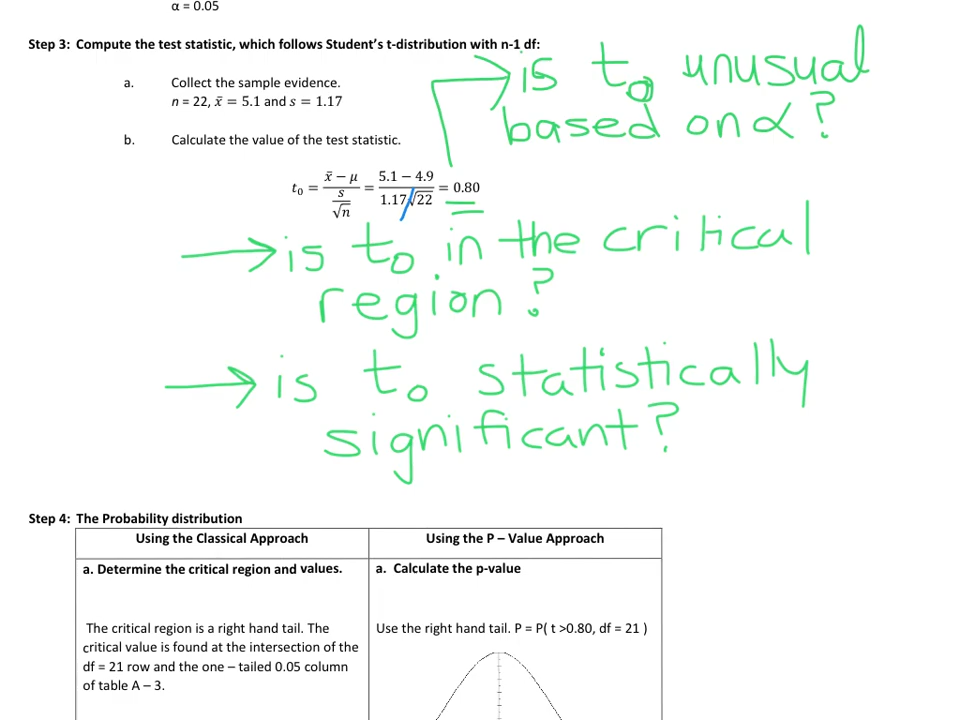 α = 0.05
Step 3: Compute the test statistic, which follows Student's t-distribution with n-1 df:
a. Collect the sample evidence.
n = 22, x̄ = 5.1 and s = 1.17
is t₀ unusual
based on α ?
b. Calculate the value of the test statistic.
t₀ = (x̄ − μ)/(s/√n) = (5.1 − 4.9)/(1.17/√22) = 0.80
→ is t₀ in the critical
region ?
→ is t₀ statistically
significant ?
Step 4: The Probability distribution
Using the Classical Approach
Using the P – Value Approach
a. Determine the critical region and values.
a. Calculate the p-value
The critical region is a right hand tail. The
critical value is found at the intersection of the
df = 21 row and the one – tailed 0.05 column
of table A – 3.
Use the right hand tail. P = P( t >0.80, df = 21 )